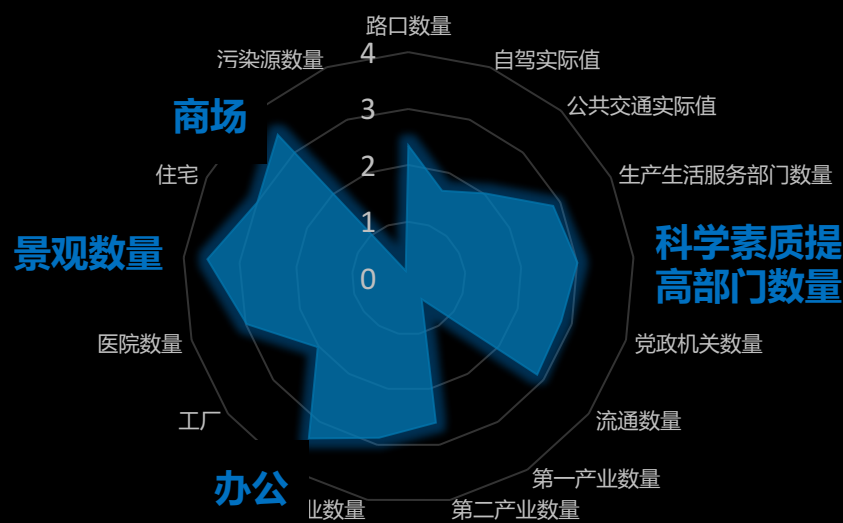 路口数量
污染源数量
4
自驾实际值
商场
3
公共交通实际值
住宅
2
生产生活服务部门数量
景观数量
1
科学素质提
高部门数量
0
医院数量
党政机关数量
工厂
流通数量
办公
第一产业数量
业数量
第二产业数量